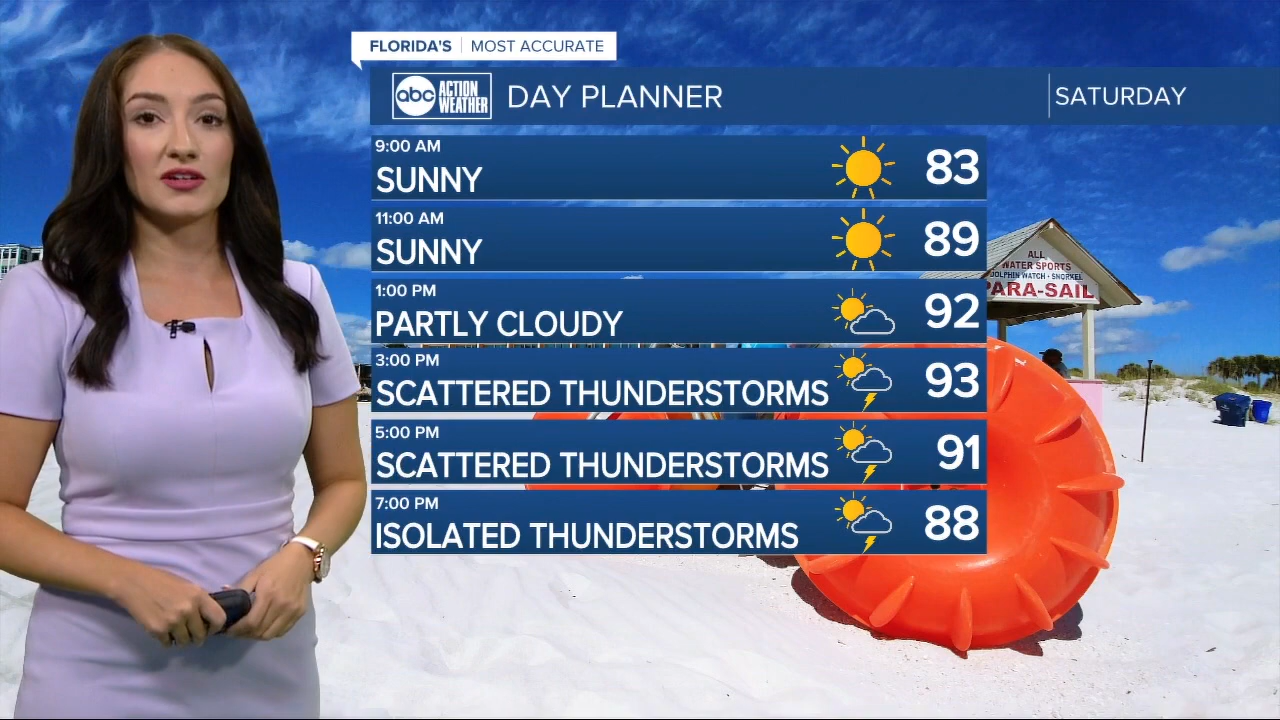 FLORIDA'S MOST ACCURATE
abc ACTION WEATHER DAY PLANNER SATURDAY
9:00 AM
SUNNY 83
11:00 AM
SUNNY 89
1:00 PM
PARTLY CLOUDY 92
3:00 PM
SCATTERED THUNDERSTORMS 93
5:00 PM
SCATTERED THUNDERSTORMS 91
7:00 PM
ISOLATED THUNDERSTORMS 88
ALL
WATER SPORTS
DOLPHIN WATCH - SNORKEL
PARA-SAIL